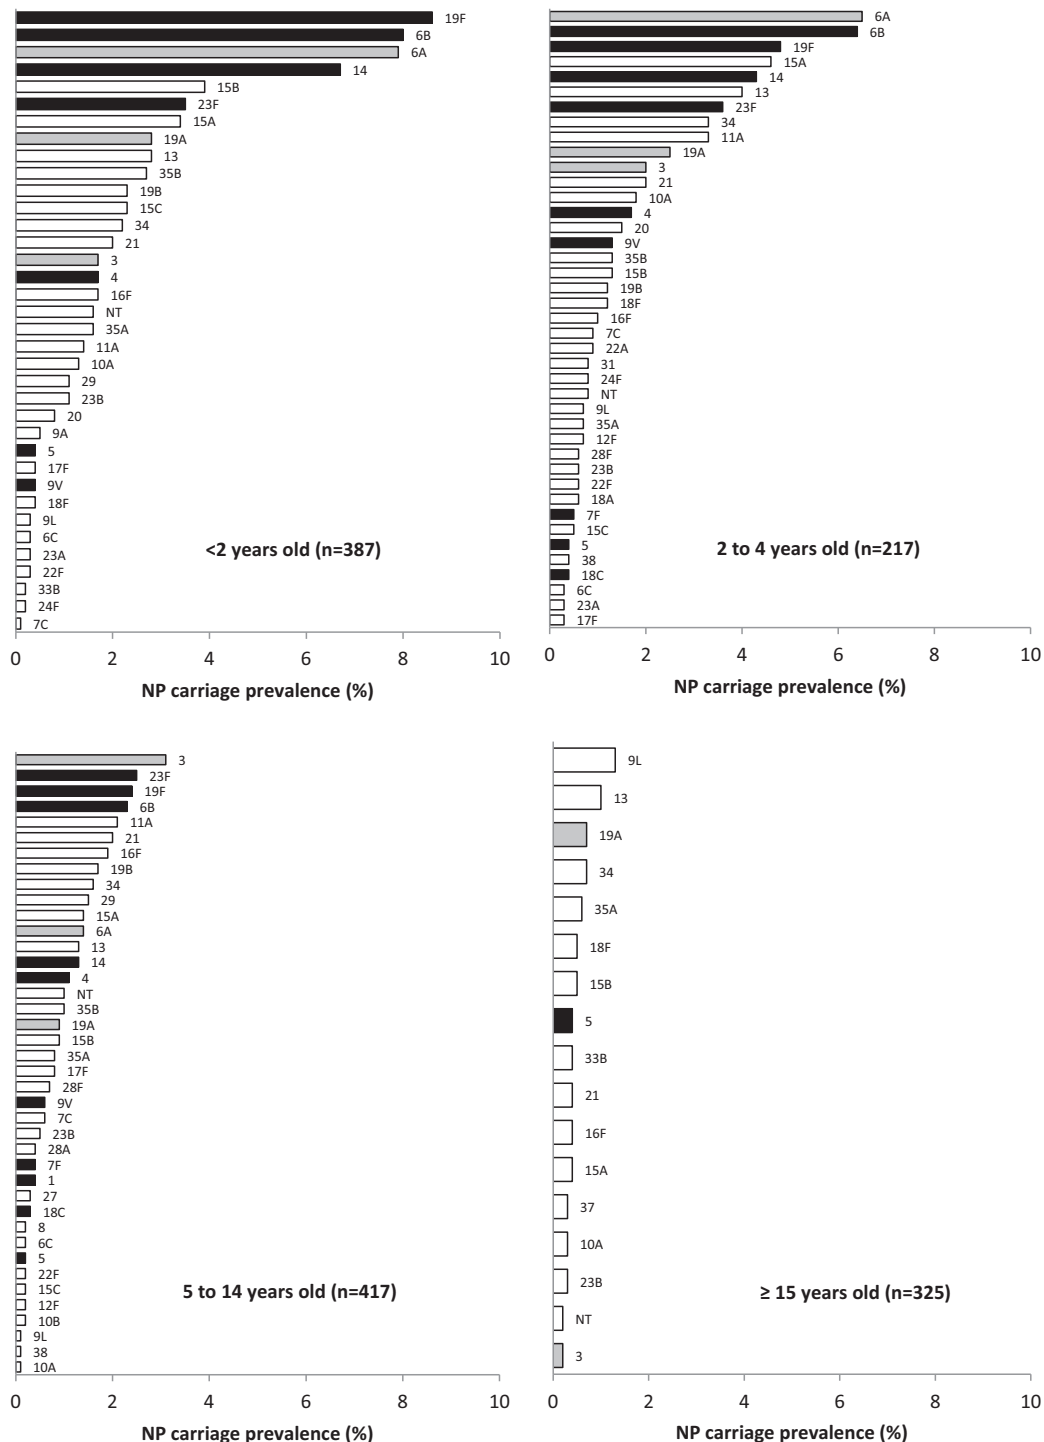 19F
6B
6A
14
15B
23F
15A
19A
13
35B
19B
15C
34
21
3
4
16F
NT
35A
11A
10A
29
23B
20
9A
5
17F
9V
18F
9L
6C
23A
22F
33B
24F
7C
<2 years old (n=387)
0 2 4 6 8 10
NP carriage prevalence (%)
6A
6B
19F
15A
14
13
23F
34
11A
19A
3
21
10A
4
20
9V
35B
15B
19B
18F
16F
7C
22A
31
24F
NT
9L
35A
12F
28F
23B
22F
18A
7F
15C
5
38
18C
6C
23A
17F
2 to 4 years old (n=217)
0 2 4 6 8 10
NP carriage prevalence (%)
3
23F
19F
6B
11A
21
16F
19B
34
29
15A
6A
13
14
4
NT
35B
19A
15B
35A
17F
28F
9V
7C
23B
28A
7F
1
27
18C
8
6C
5
22F
15C
12F
10B
9L
38
10A
5 to 14 years old (n=417)
0 2 4 6 8 10
NP carriage prevalence (%)
9L
13
19A
34
35A
18F
15B
5
33B
21
16F
15A
37
10A
23B
NT
3
≥ 15 years old (n=325)
0 2 4 6 8 10
NP carriage prevalence (%)